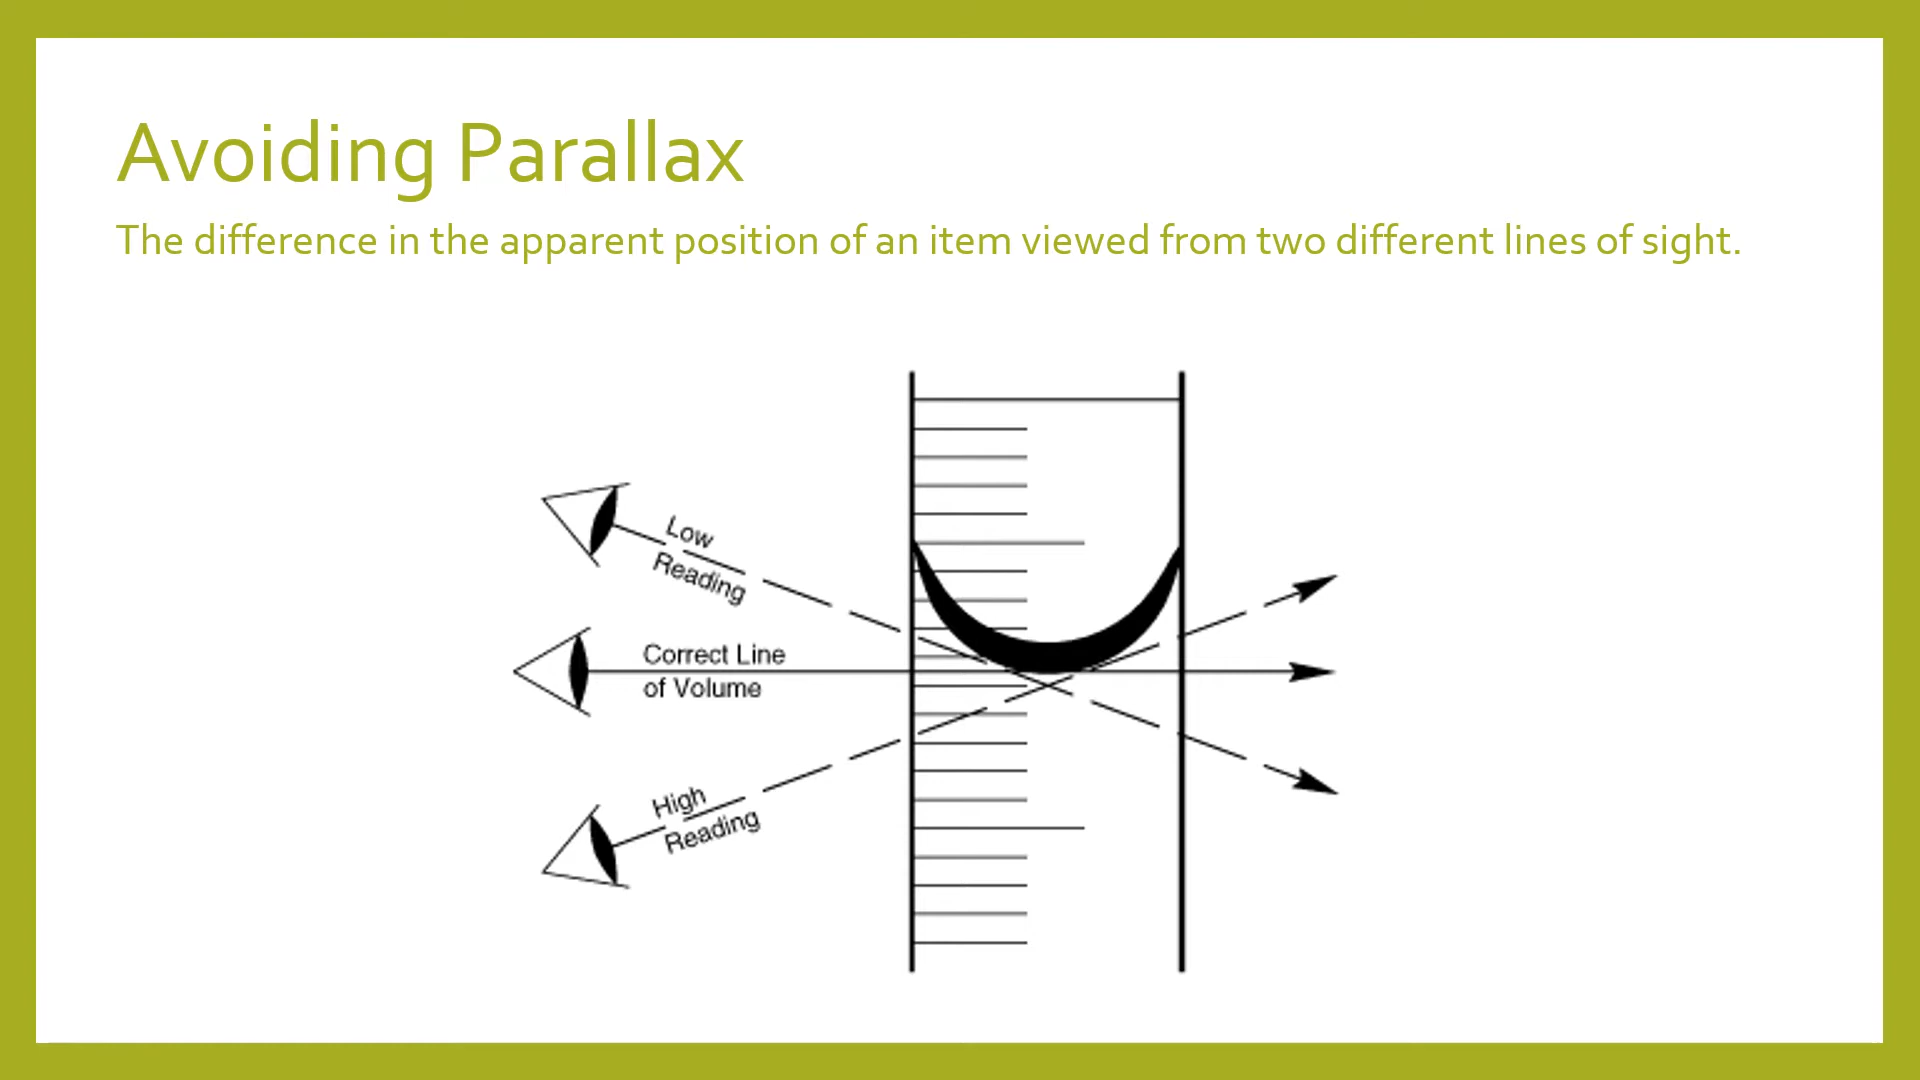 Avoiding Parallax
The difference in the apparent position of an item viewed from two different lines of sight.
Low
Reading
Correct Line
of Volume
High
Reading